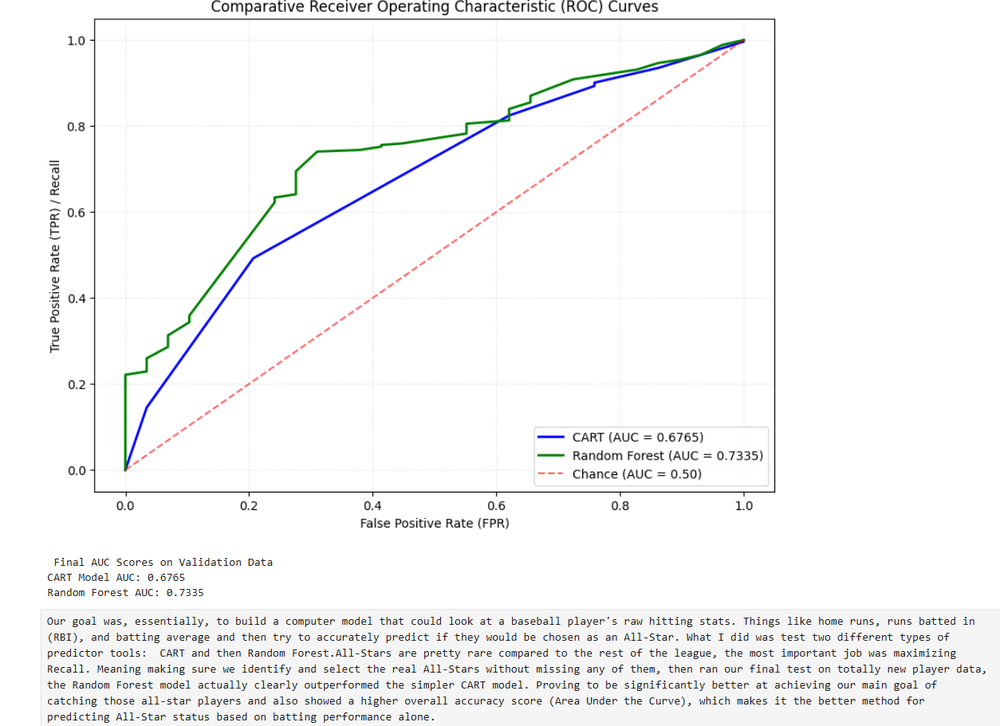 Comparative Receiver Operating Characteristic (ROC) Curves
1.0
0.8
0.6
0.4
0.2
0.0
True Positive Rate (TPR) / Recall
CART (AUC = 0.6765)
Random Forest (AUC = 0.7335)
Chance (AUC = 0.50)
0.0 0.2 0.4 0.6 0.8 1.0
False Positive Rate (FPR)
Final AUC Scores on Validation Data
CART Model AUC: 0.6765
Random Forest AUC: 0.7335
Our goal was, essentially, to build a computer model that could look at a baseball player's raw hitting stats. Things like home runs, runs batted in
(RBI), and batting average and then try to accurately predict if they would be chosen as an All-Star. What I did was test two different types of
predictor tools:  CART and then Random Forest.All-Stars are pretty rare compared to the rest of the league, the most important job was maximizing
Recall. Meaning making sure we identify and select the real All-Stars without missing any of them, then ran our final test on totally new player data,
the Random Forest model actually clearly outperformed the simpler CART model. Proving to be significantly better at achieving our main goal of
catching those all-star players and also showed a higher overall accuracy score (Area Under the Curve), which makes it the better method for
predicting All-Star status based on batting performance alone.